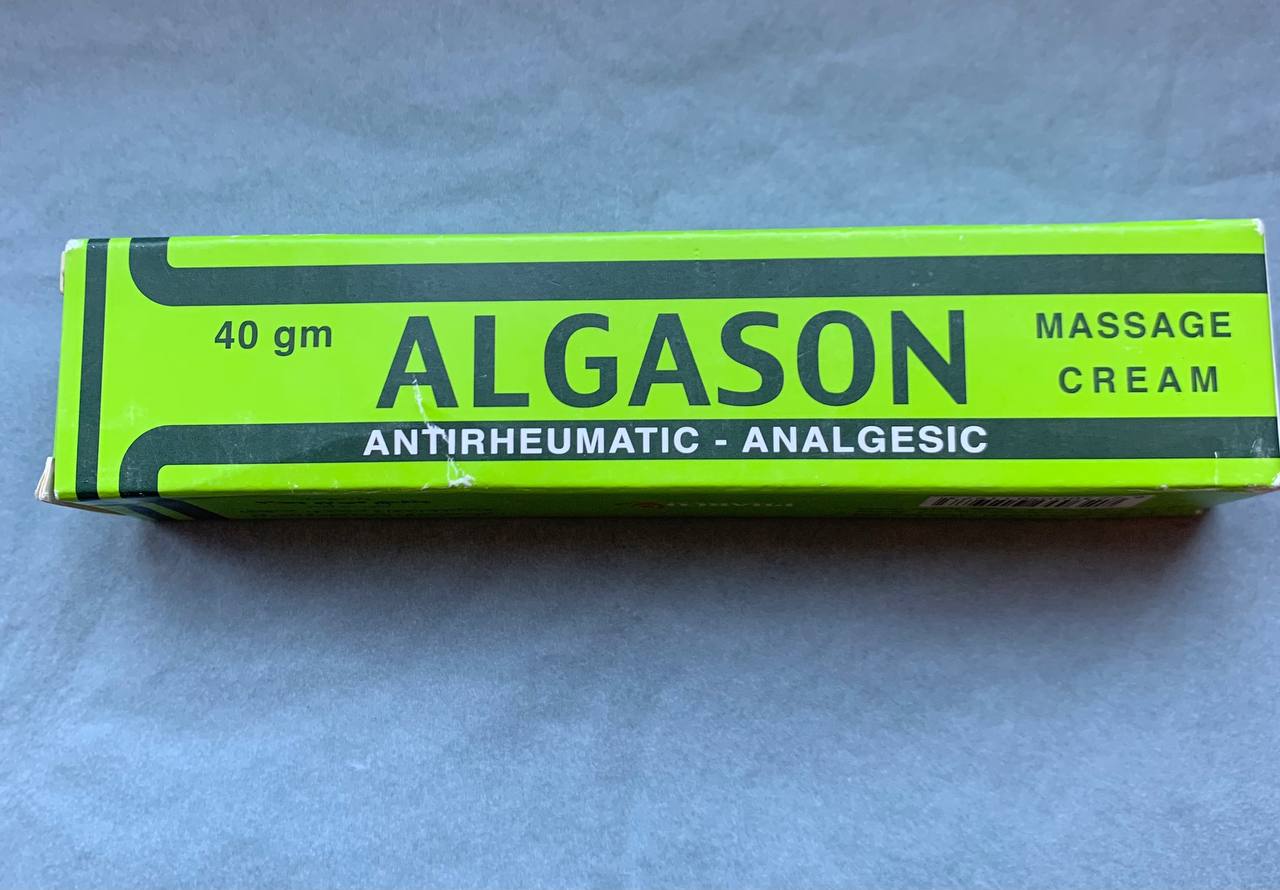 40 gm
ALGASON
MASSAGE
CREAM
ANTIRHEUMATIC - ANALGESIC